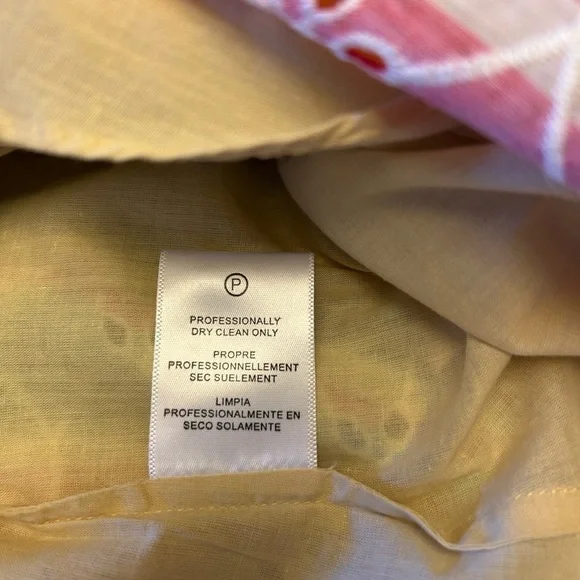 P
PROFESSIONALLY
DRY CLEAN ONLY
PROPRE
PROFESSIONNELLEMENT
SEC SUELEMENT
LIMPIA
PROFESSIONALMENTE EN
SECO SOLAMENTE